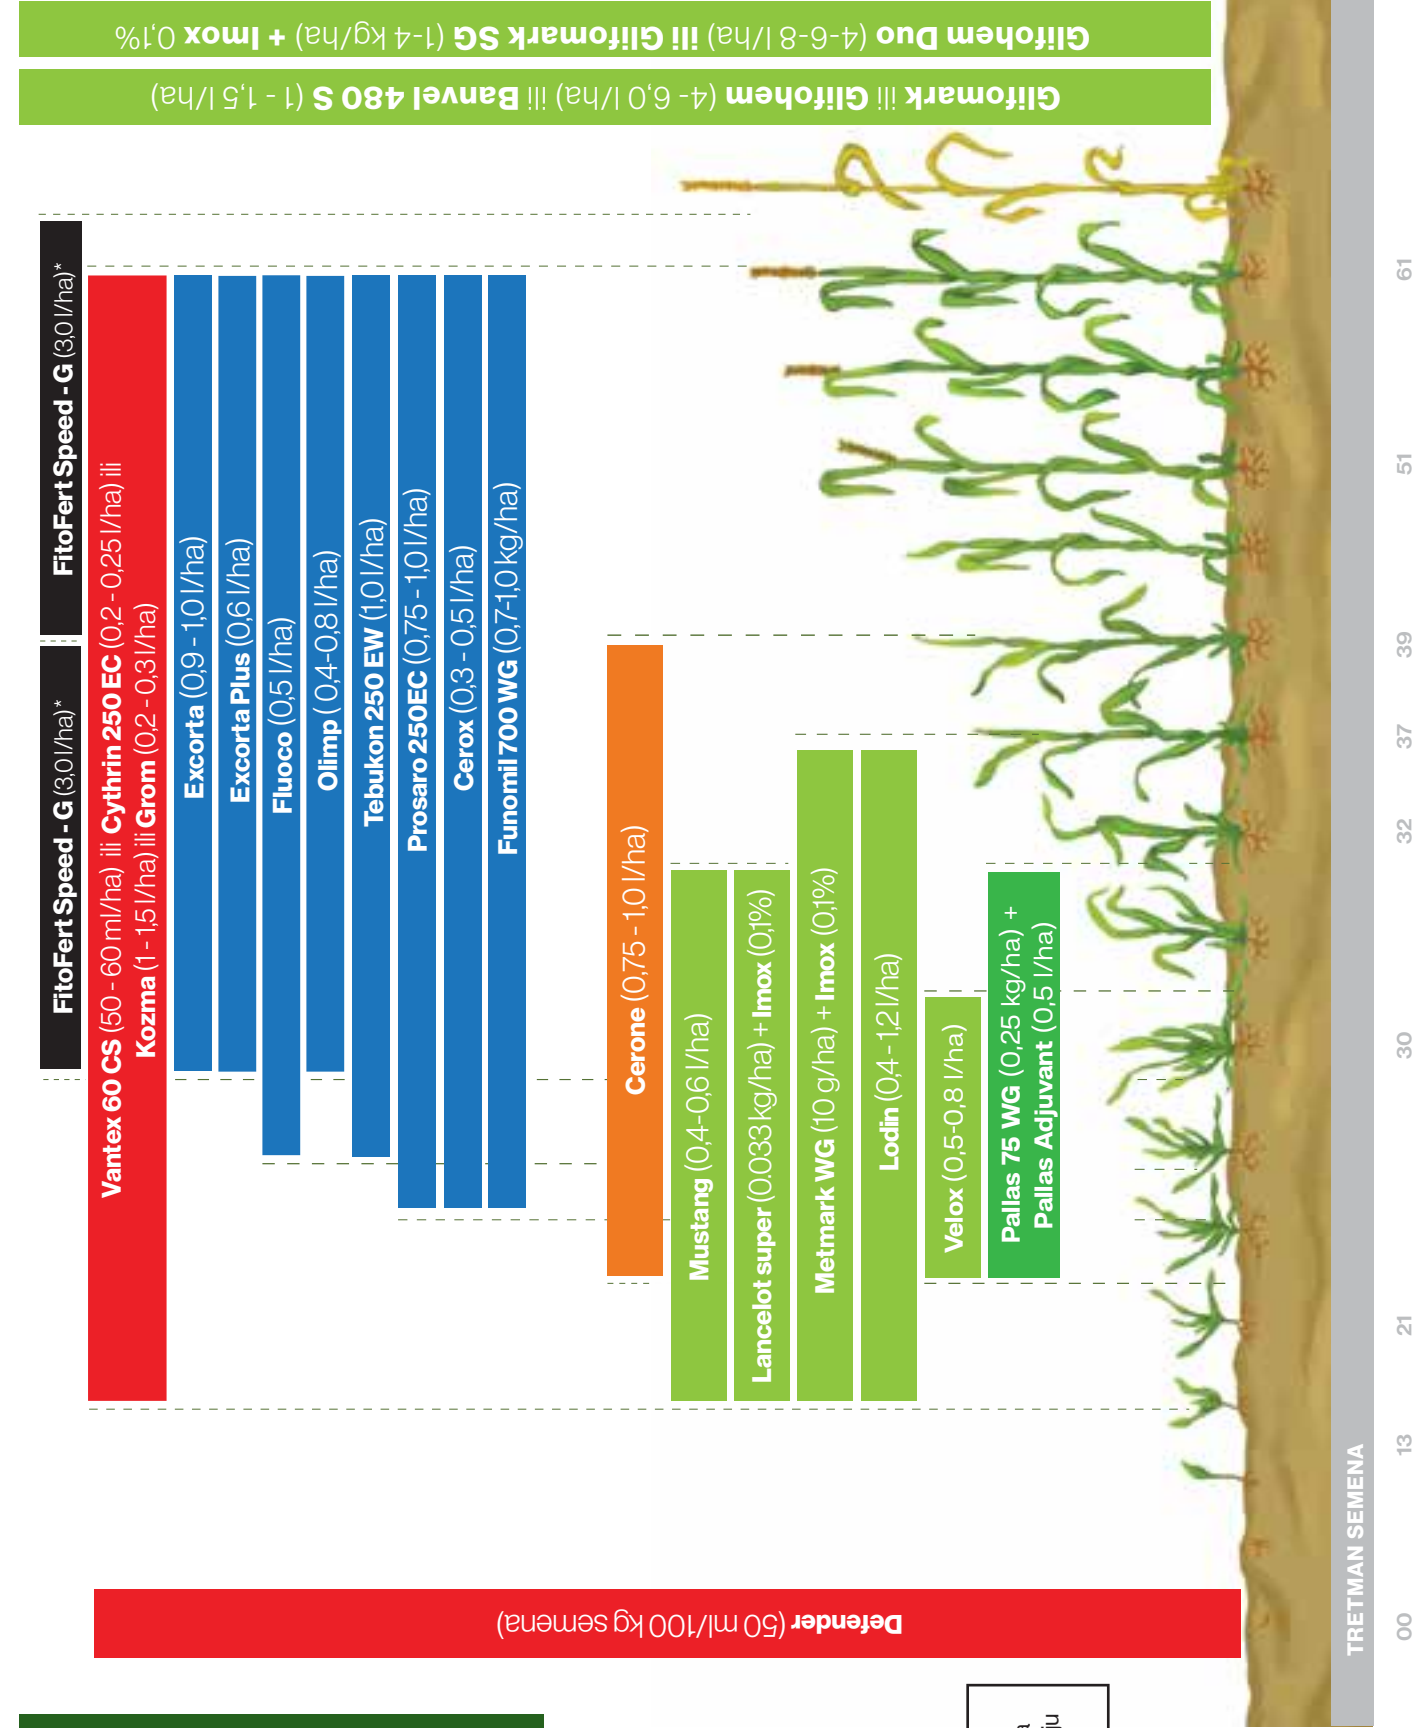 Glifohem Duo (4-6-8 l/ha) ili Glifomark SG (1-4 kg/ha) + Imox 0,1%
Glifomark ili Glifohem (4- 6,0 l/ha) ili Banvel 480 S (1 - 1,5 l/ha)
FitoFert Speed - G (3,0 l/ha)*
FitoFert Speed - G (3,0 l/ha)*
Vantex 60 CS (50 - 60 ml/ha) ili Cythrin 250 EC (0,2 - 0,25 l/ha) ili
Kozma (1 - 1,5 l/ha) ili Grom (0,2 - 0,3 l/ha)
Excorta (0,9 - 1,0 l/ha)
Excorta Plus (0,6 l/ha)
Fluoco (0,5 l/ha)
Olimp ( 0,4-0,8 l/ha)
Tebukon 250 EW (1,0 l/ha)
Prosaro 250EC (0,75 - 1,0 l/ha)
Cerox (0,3 - 0,5 l/ha)
Funomil 700 WG (0,7-1,0 kg/ha)
Cerone (0,75 - 1,0 l/ha)
Mustang (0,4-0,6 l/ha)
Lancelot super (0.033 kg/ha) + Imox (0,1%)
Metmark WG (10 g/ha) + Imox (0,1%)
Lodin (0,4 - 1,2 l/ha)
Velox (0,5-0,8 l/ha)
Pallas 75 WG (0,25 kg/ha) +
Pallas Adjuvant (0,5 l/ha)
Defender (50 ml/100 kg semena)
TRETMAN SEMENA
00
13
21
30
32
37
39
51
61